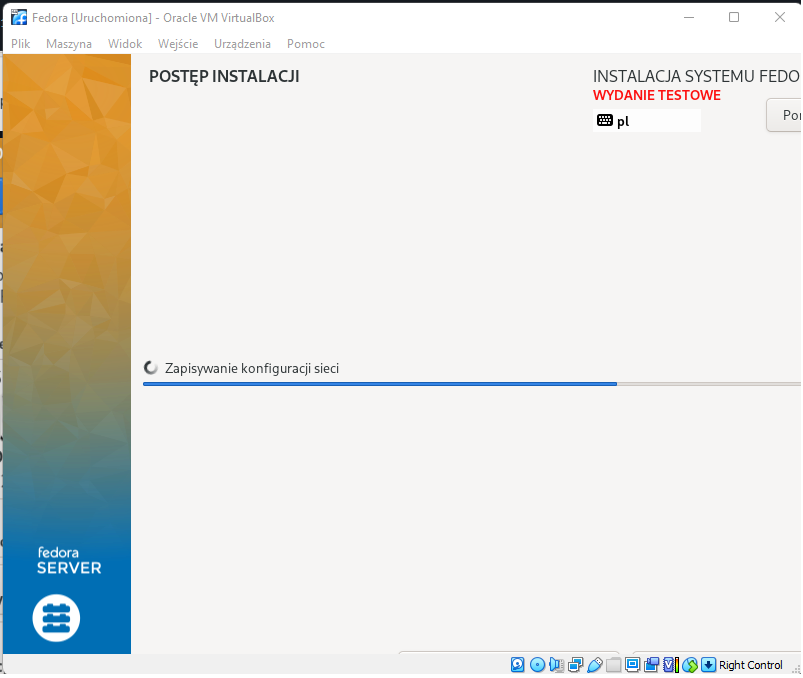 Fedora [Uruchomiona] - Oracle VM VirtualBox
Plik Maszyna Widok Wejście Urządzenia Pomoc
POSTĘP INSTALACJI
INSTALACJA SYSTEMU FEDO
WYDANIE TESTOWE
pl
Zapisywanie konfiguracji sieci
fedora
SERVER
Right Control